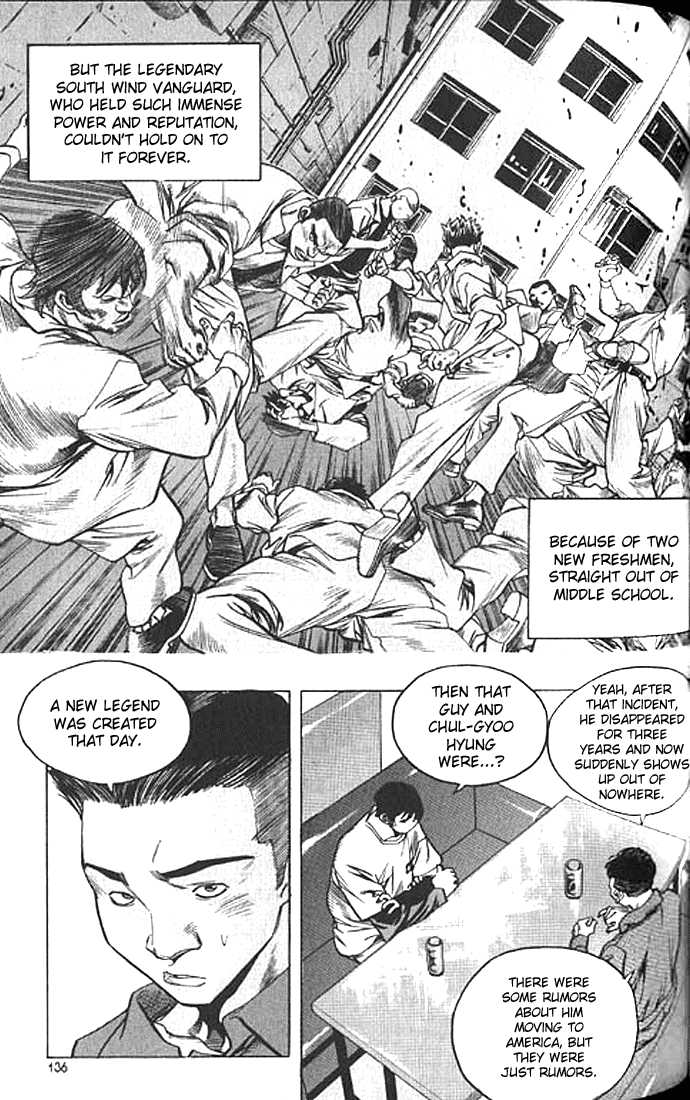 BUT THE LEGENDARY
SOUTH WIND VANGUARD,
WHO HELD SUCH IMMENSE
POWER AND REPUTATION,
COULDN'T HOLD ON TO
IT FOREVER.
BECAUSE OF TWO
NEW FRESHMEN,
STRAIGHT OUT OF
MIDDLE SCHOOL.
A NEW LEGEND
WAS CREATED
THAT DAY.
THEN THAT
GUY AND
CHUL-GYOO
HYUNG
WERE...?
YEAH, AFTER
THAT INCIDENT,
HE DISAPPEARED
FOR THREE
YEARS AND NOW
SUDDENLY SHOWS
UP OUT OF
NOWHERE.
THERE WERE
SOME RUMORS
ABOUT HIM
MOVING TO
AMERICA, BUT
THEY WERE
JUST RUMORS.
136